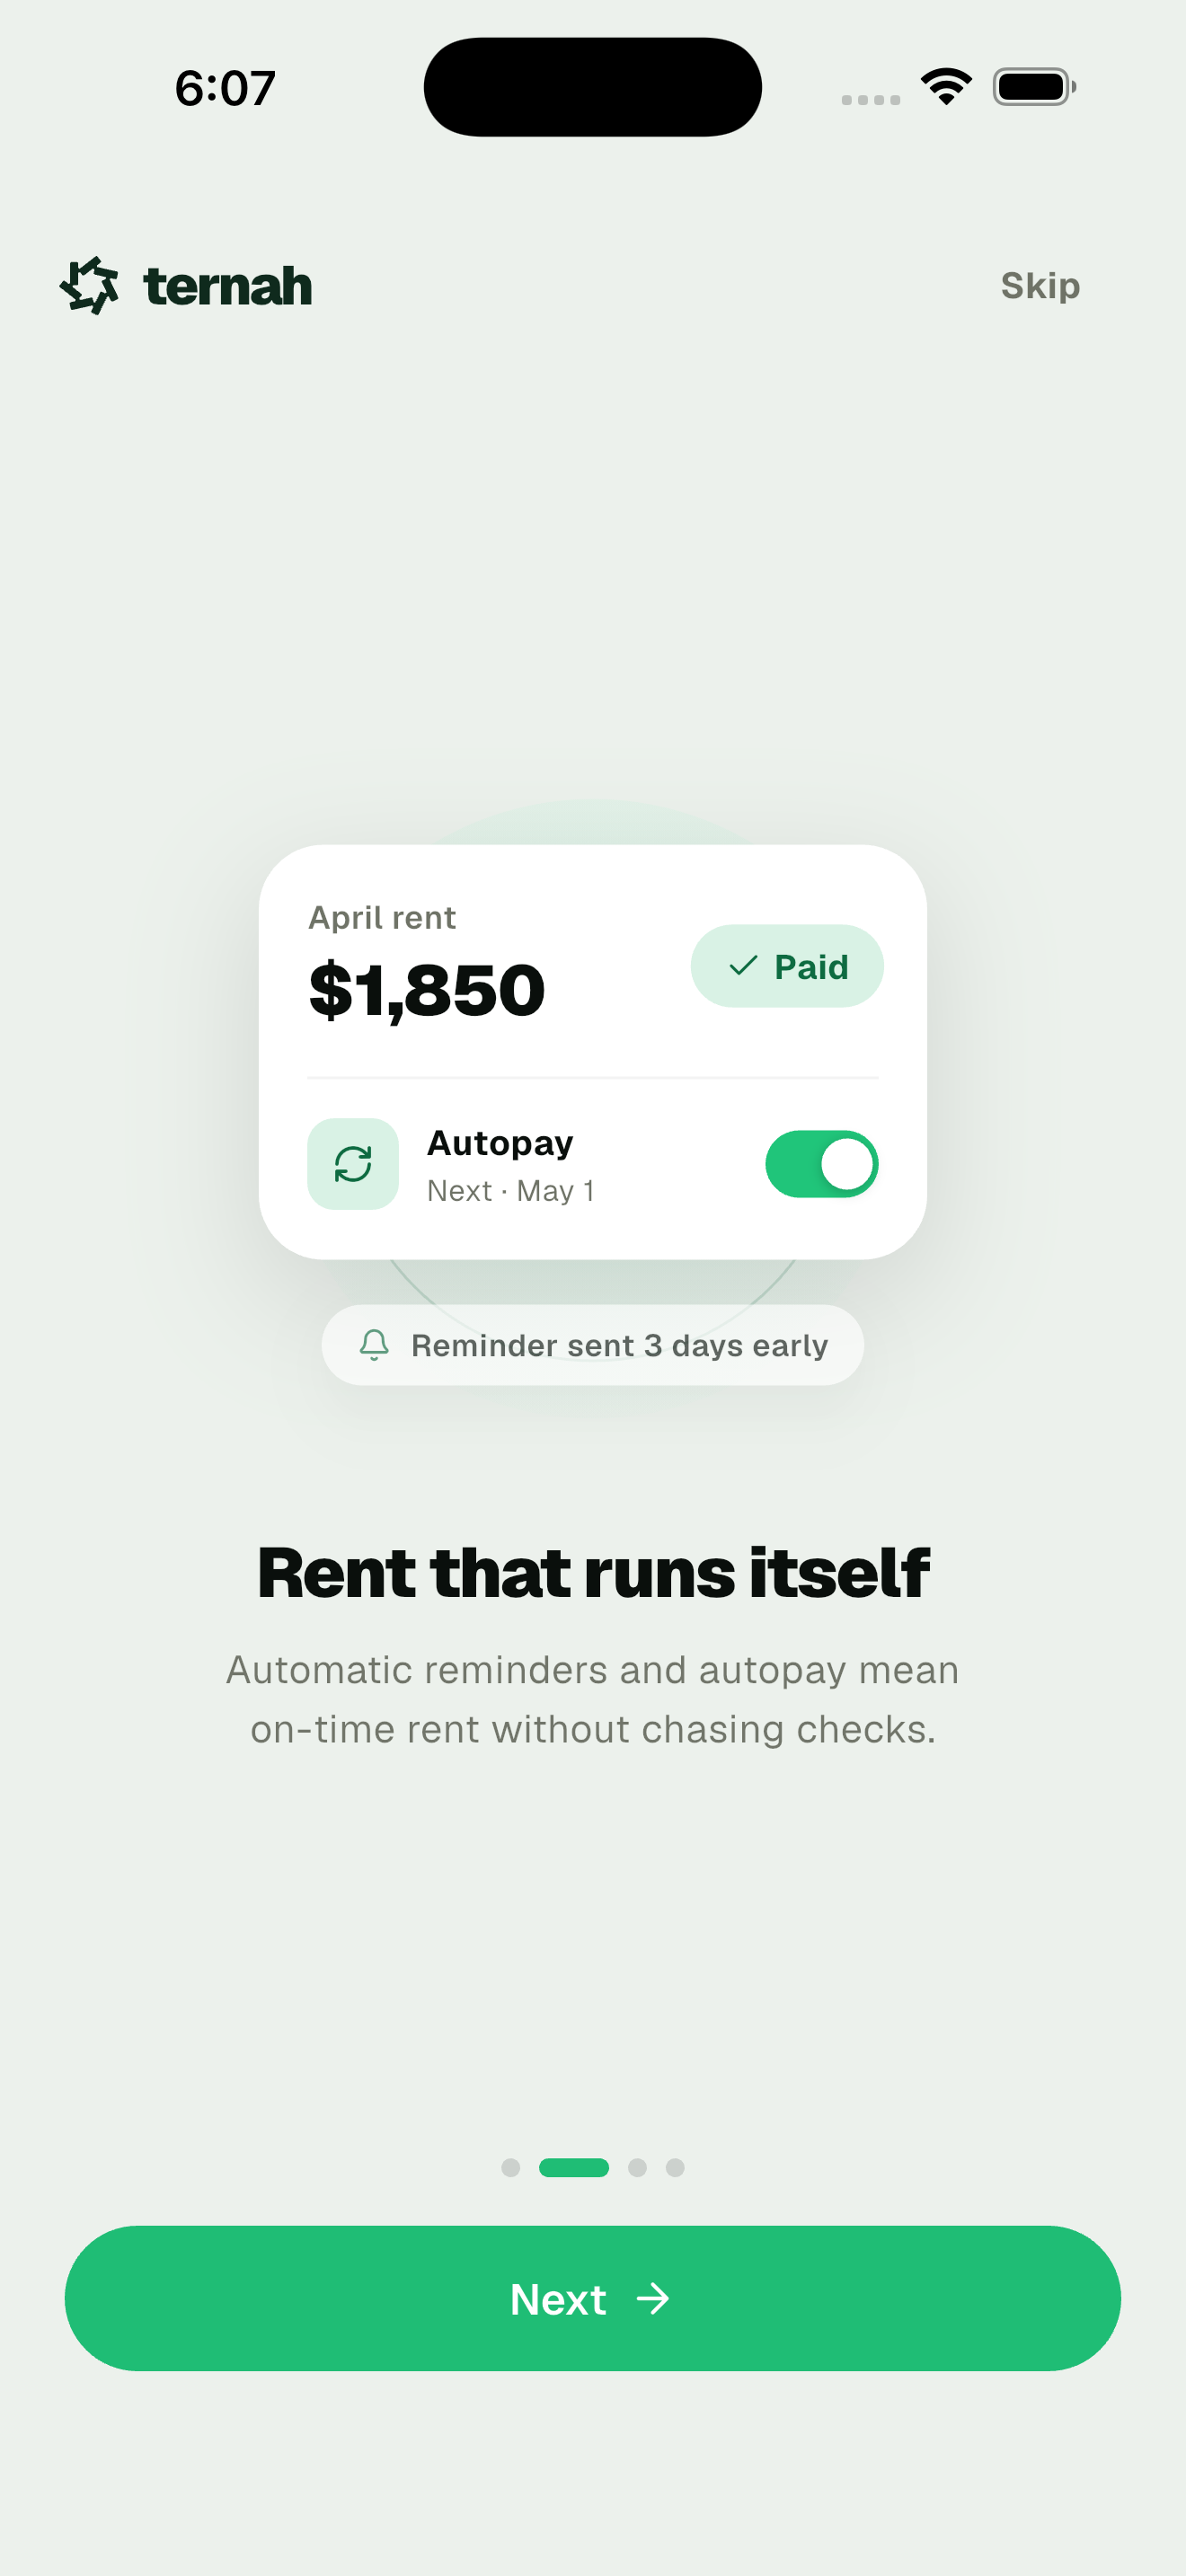 6:07
ternah
Skip
April rent
$1,850
Paid
Autopay
Next · May 1
Reminder sent 3 days early
Rent that runs itself
Automatic reminders and autopay mean
on-time rent without chasing checks.
Next